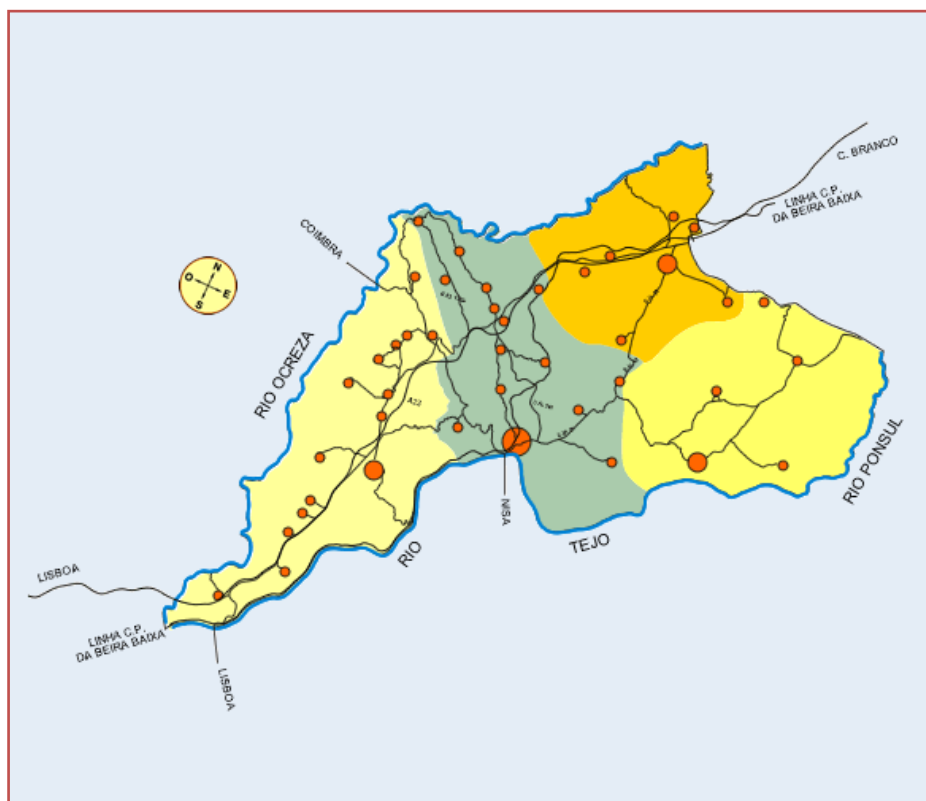 C. BRANCO
LINHA C.P.
DA BEIRA BAIXA
COIMBRA
N
O
E
S
RIO OCREZA
A23
RIO PONSUL
NISA
RIO
TEJO
LISBOA
LINHA C.P.
DA BEIRA BAIXA
LISBOA